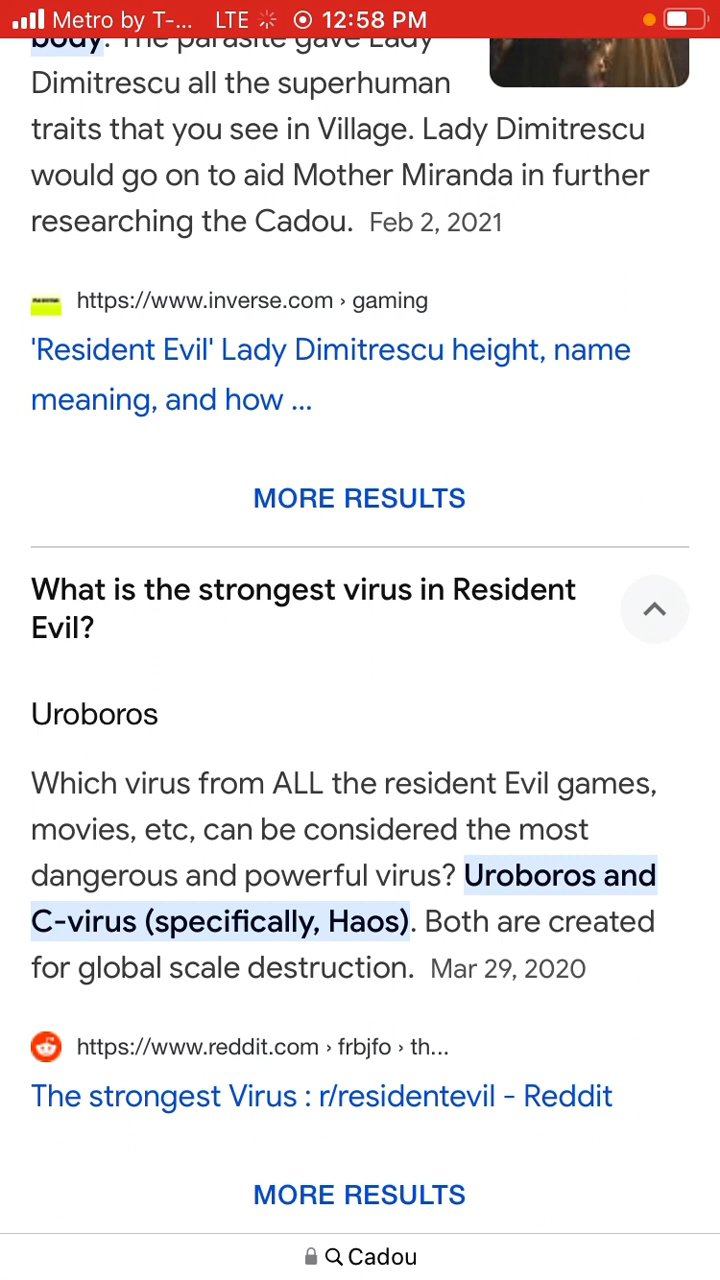 Metro by T-... LTE 12:58 PM
body. The parasite gave Lady
Dimitrescu all the superhuman
traits that you see in Village. Lady Dimitrescu
would go on to aid Mother Miranda in further
researching the Cadou. Feb 2, 2021
https://www.inverse.com › gaming
'Resident Evil' Lady Dimitrescu height, name
meaning, and how ...
MORE RESULTS
What is the strongest virus in Resident
Evil?
Uroboros
Which virus from ALL the resident Evil games,
movies, etc, can be considered the most
dangerous and powerful virus? Uroboros and
C-virus (specifically, Haos). Both are created
for global scale destruction. Mar 29, 2020
https://www.reddit.com › frbjfo › th...
The strongest Virus : r/residentevil - Reddit
MORE RESULTS
Cadou